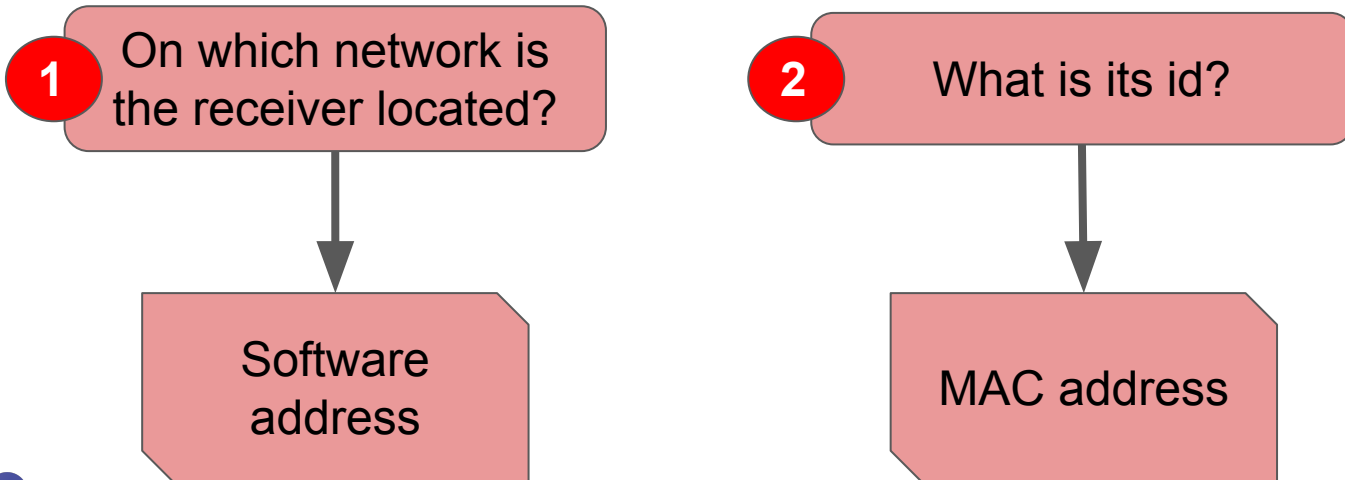 1
On which network is
the receiver located?
2
What is its id?
Software
address
MAC address